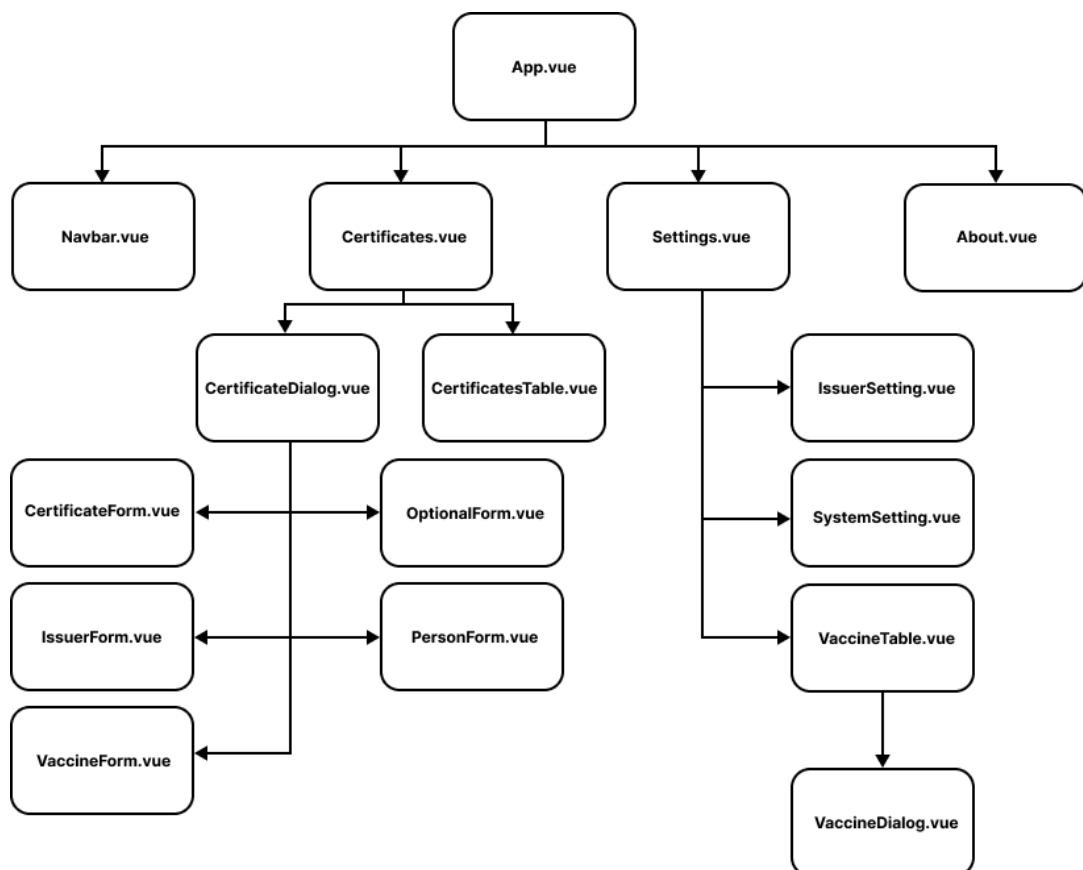 App.vue
Navbar.vue
Certificates.vue
Settings.vue
About.vue
CertificateDialog.vue
CertificatesTable.vue
IssuerSetting.vue
CertificateForm.vue
OptionalForm.vue
SystemSetting.vue
IssuerForm.vue
PersonForm.vue
VaccineTable.vue
VaccineForm.vue
VaccineDialog.vue